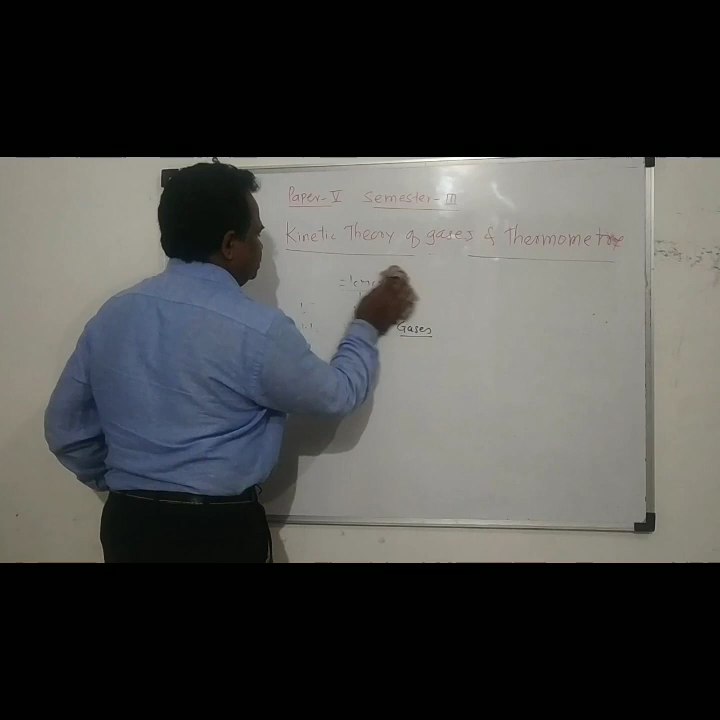 Paper-V Semester-III
Kinetic Theory of gases & Thermometry
Gases